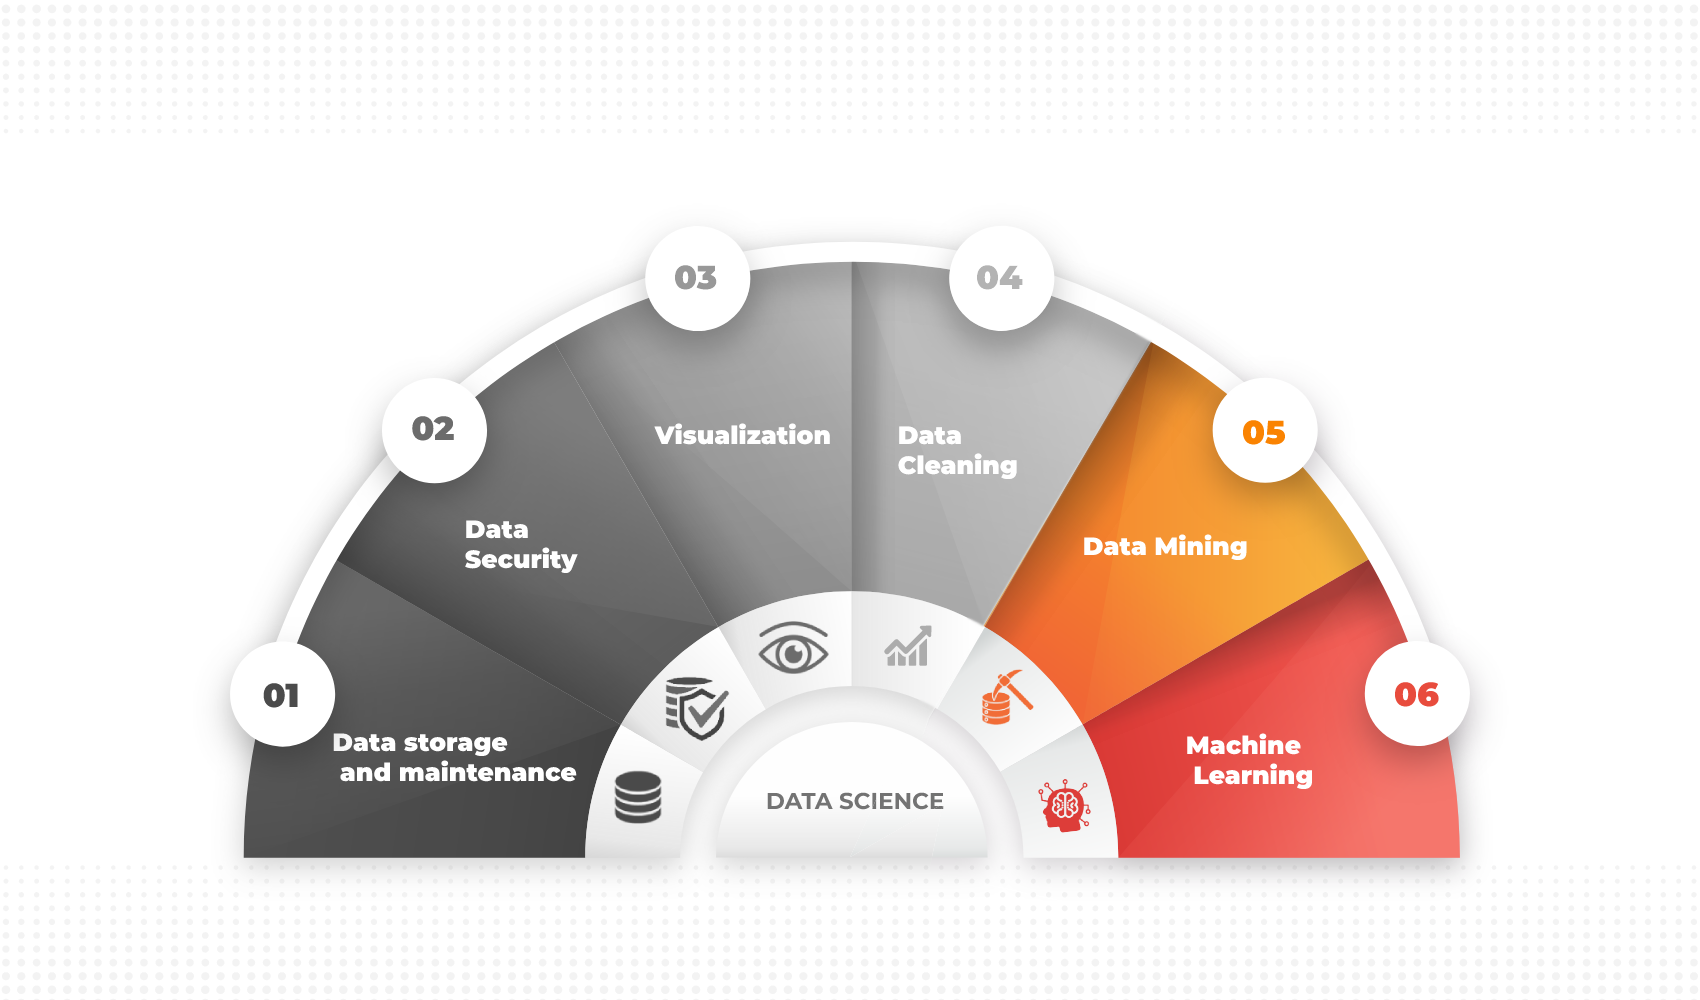 01
Data storage
and maintenance
02
Data
Security
03
Visualization
04
Data
Cleaning
05
Data Mining
06
Machine
Learning
DATA SCIENCE